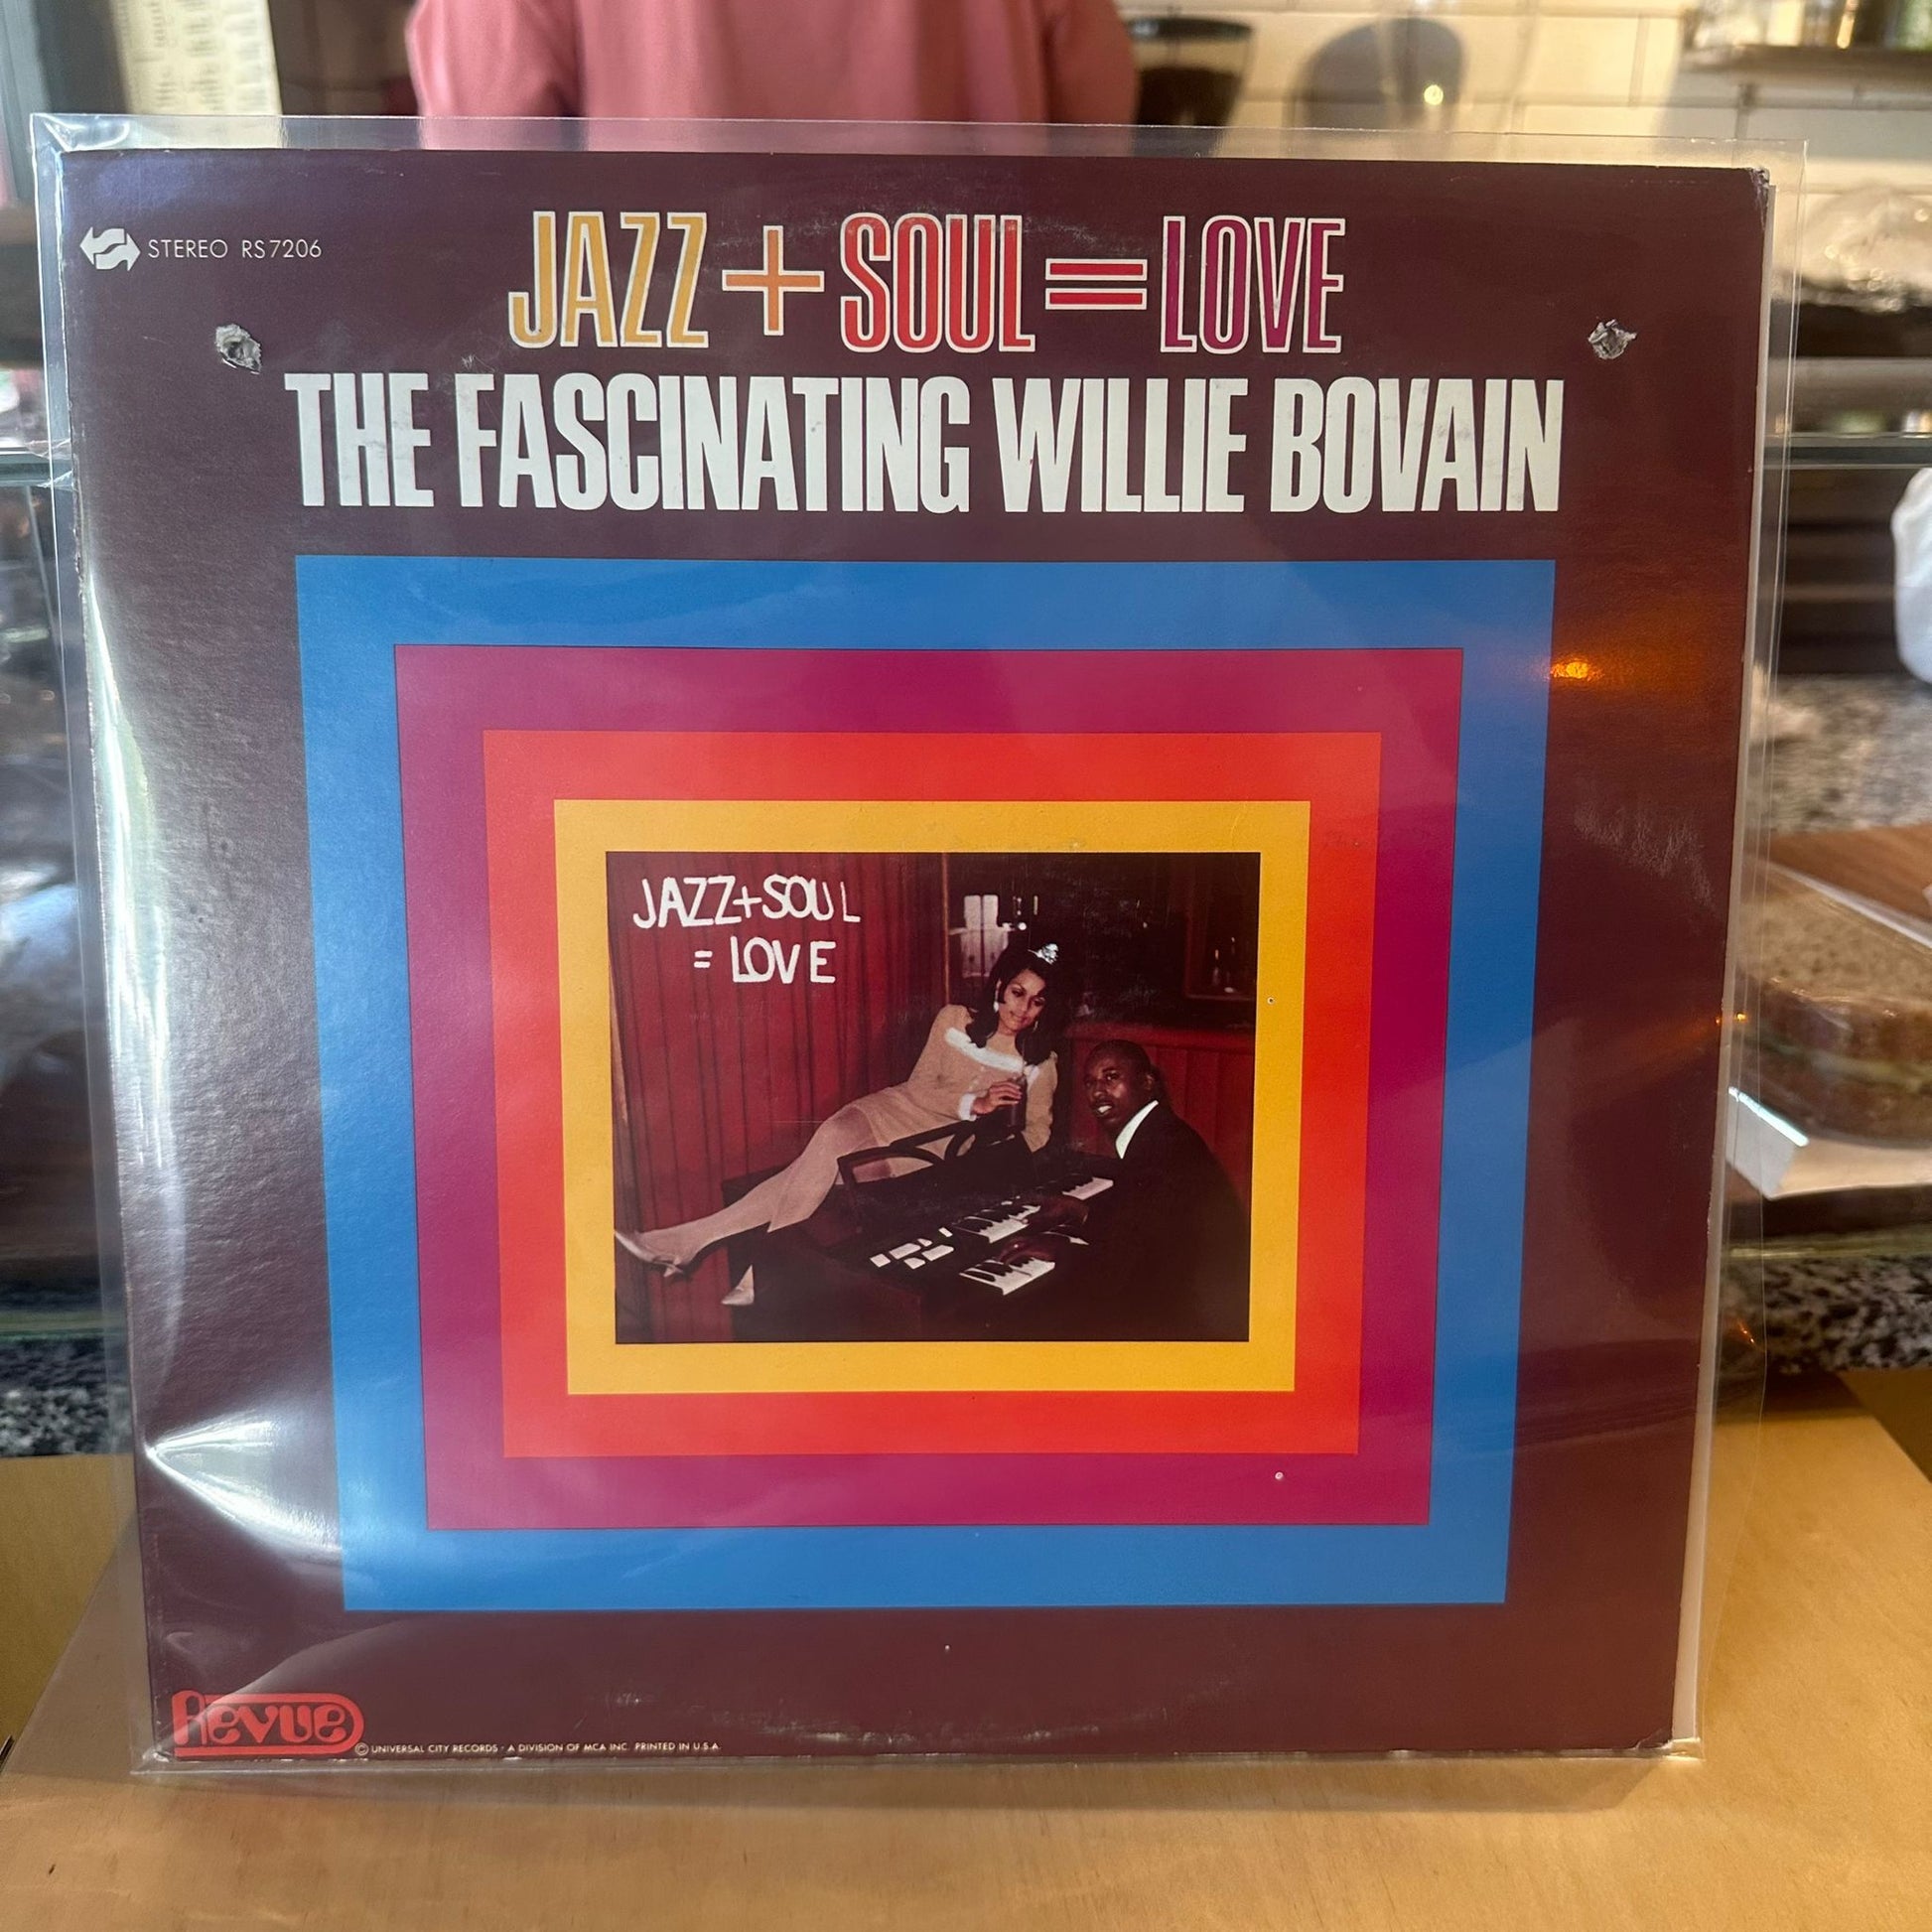 STEREO RS7206
JAZZ + SOUL = LOVE
THE FASCINATING WILLIE BOVAIN
JAZZ+SOUL
= LOVE
Revue
© UNIVERSAL CITY RECORDS - A DIVISION OF MCA INC. PRINTED IN U.S.A.